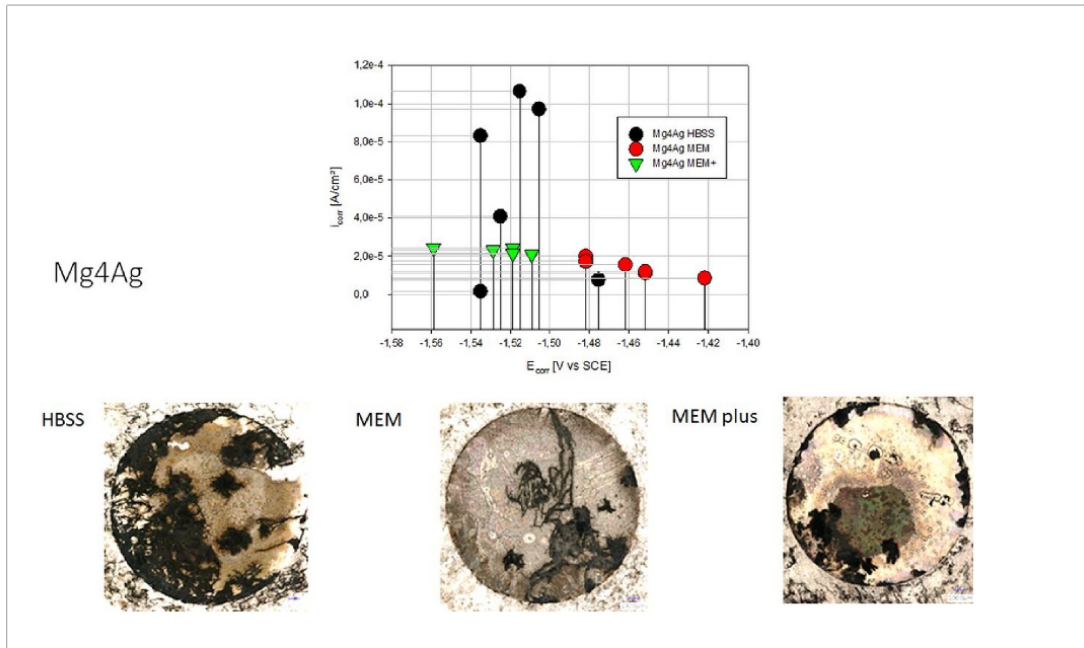 1,2e-4
1,0e-4
8,0e-5
6,0e-5
4,0e-5
2,0e-5
0,0
i_corr [A/cm²]
Mg4Ag HBSS
Mg4Ag MEM
Mg4Ag MEM+
-1,58 -1,56 -1,54 -1,52 -1,50 -1,48 -1,46 -1,44 -1,42 -1,40
E_corr [V vs SCE]
Mg4Ag
HBSS
MEM
MEM plus